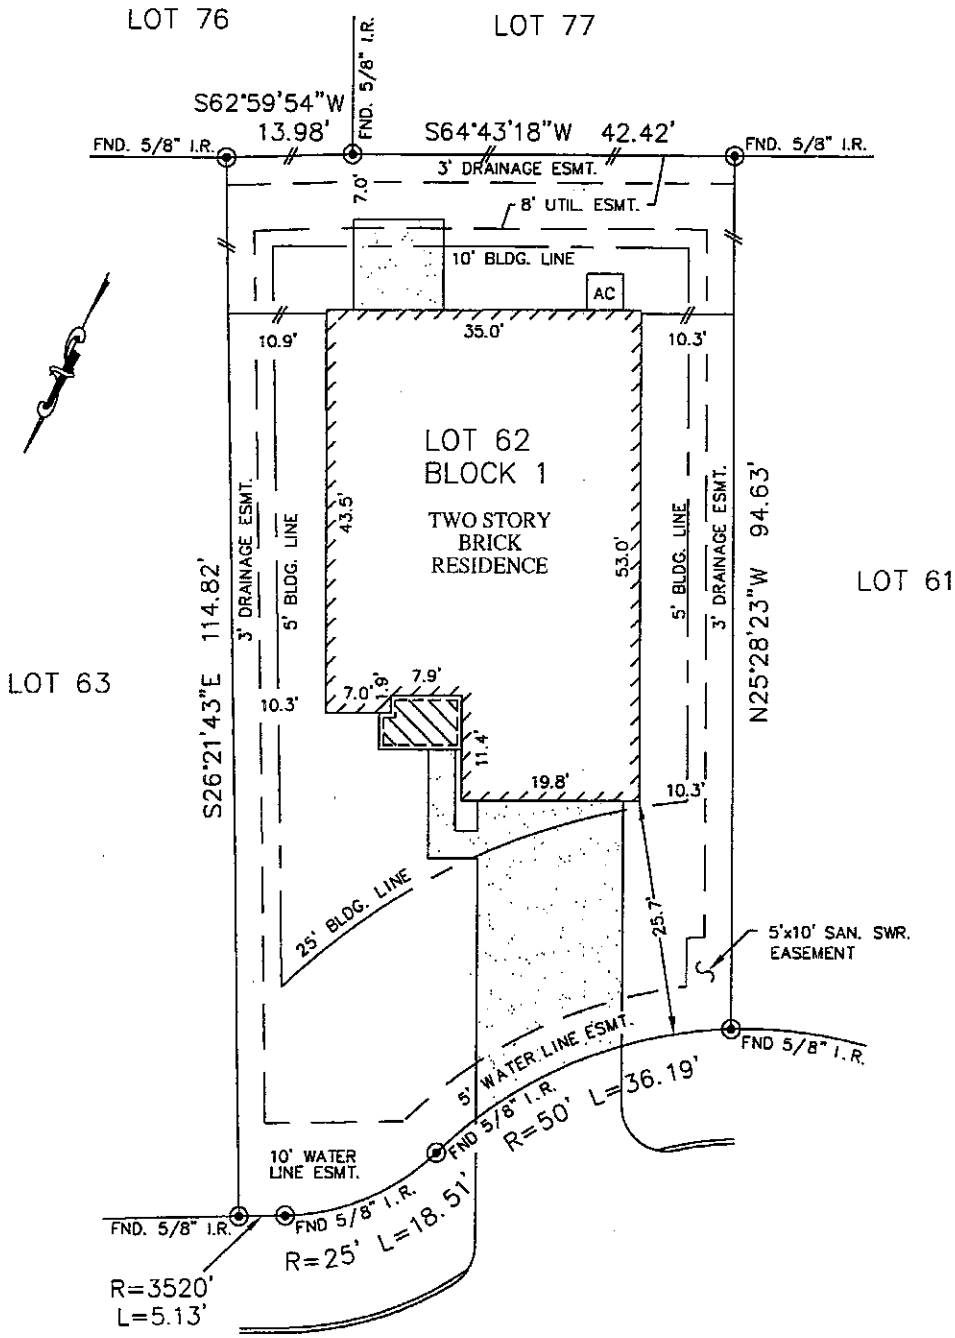 LOT 76
LOT 77
FND. 5/8" I.R.
S62°59'54"W
13.98'
S64°43'18"W 42.42'
FND. 5/8" I.R.
FND. 5/8" I.R.
3' DRAINAGE ESMT.
7.0'
8' UTIL. ESMT.
10' BLDG. LINE
AC
10.9'
35.0'
10.3'
LOT 62
BLOCK 1
TWO STORY
BRICK
RESIDENCE
43.5'
53.0'
3' DRAINAGE ESMT.
5' BLDG. LINE
5' BLDG. LINE
3' DRAINAGE ESMT.
S26°21'43"E 114.82'
N25°28'23"W 94.63'
LOT 61
LOT 63
10.3'
7.0'
1.9'
7.9'
11.4'
19.8'
10.3'
25' BLDG. LINE
25.7'
5'x10' SAN. SWR.
EASEMENT
S
5' WATER LINE ESMT.
FND 5/8" I.R.
FND 5/8" I.R.
R=50' L=36.19'
10' WATER
LINE ESMT.
FND. 5/8" I.R.
FND 5/8" I.R.
R=25' L=18.51'
R=3520'
L=5.13'